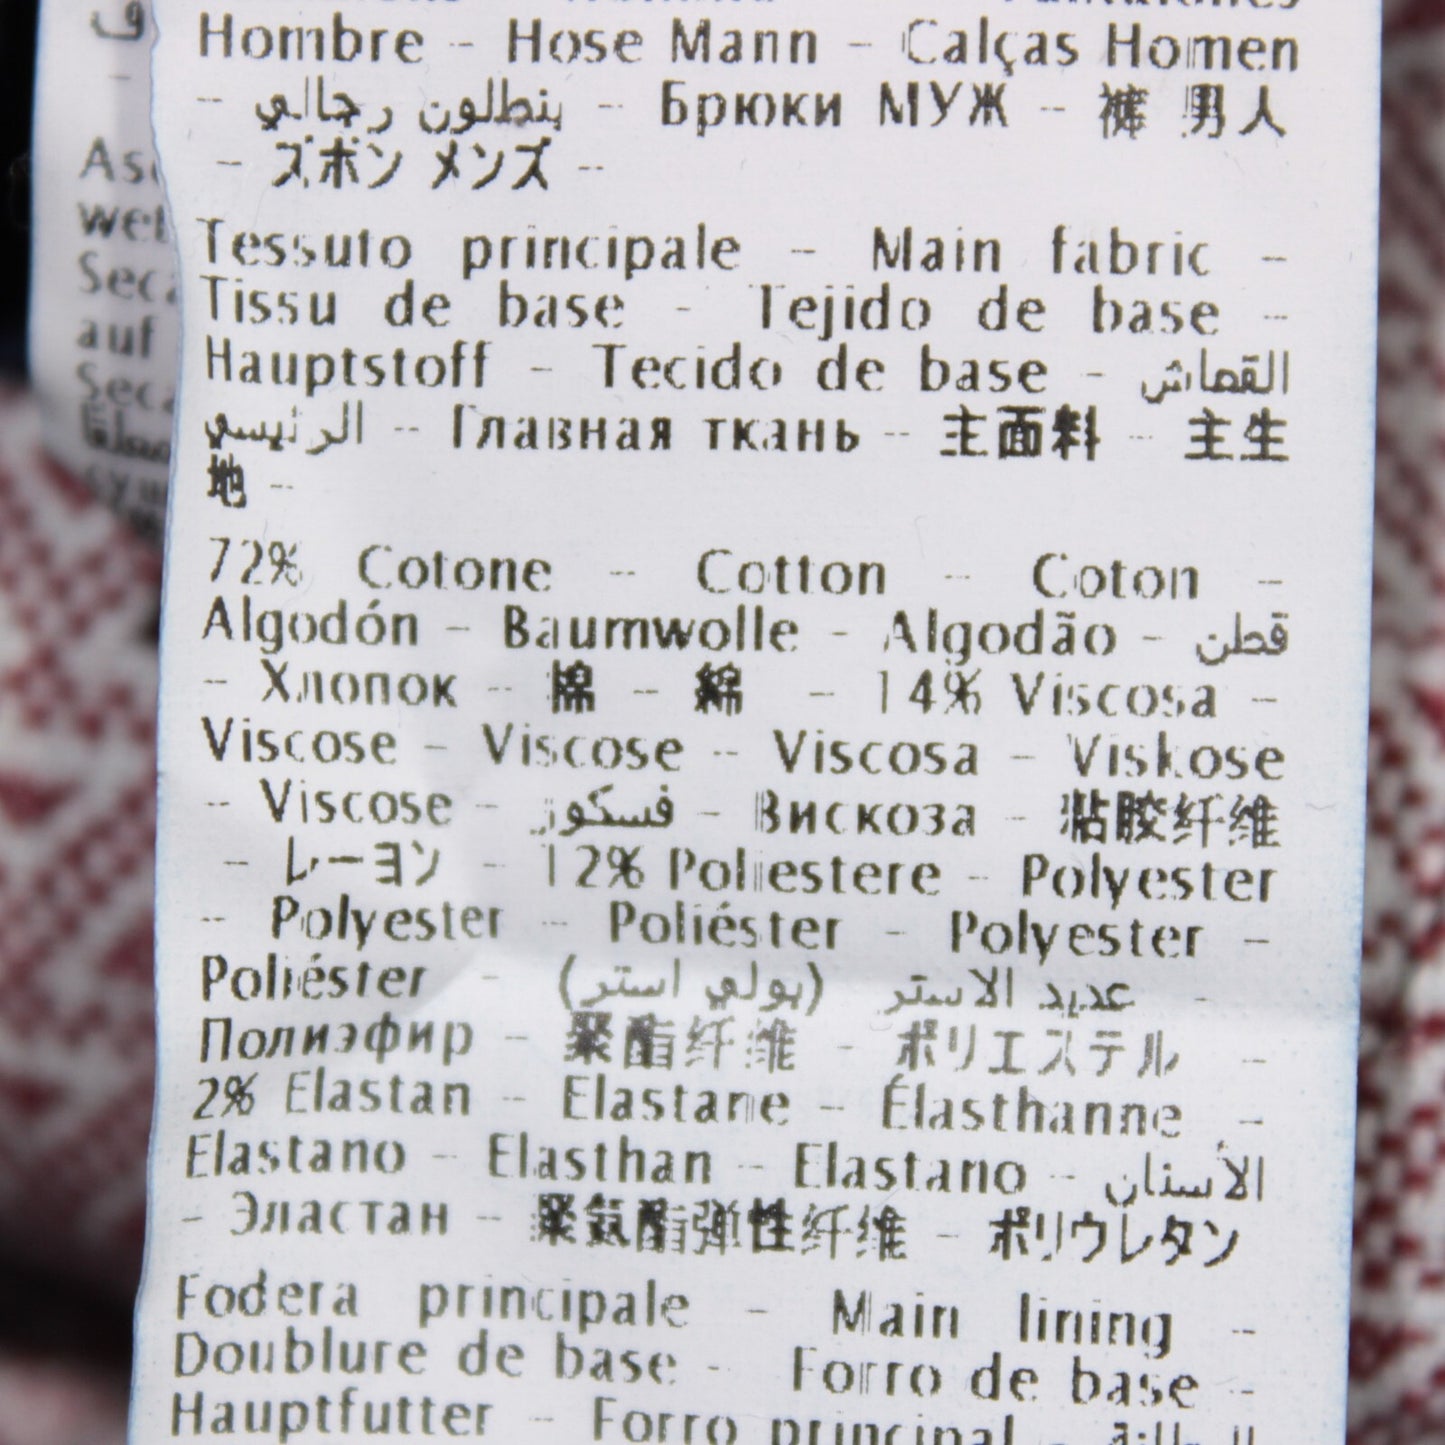 Hombre - Hose Mann - Calças Homen
- بنطلون رجالي - Брюки МУЖ - 裤 男人
- ズボン メンズ -
Tessuto principale - Main fabric -
Tissu de base - Tejido de base -
Hauptstoff - Tecido de base - القماش
الرئيسي - Главная ткань - 主面料 - 主生
地 -
72% Cotone - Cotton - Coton -
Algodón - Baumwolle - Algodão - قطن
- Хлопок - 棉 - 綿 - 14% Viscosa -
Viscose - Viscose - Viscosa - Viskose
- Viscose - فسكوز - Вискоза - 粘胶纤维
- レーヨン - 12% Poliestere - Polyester
- Polyester - Poliéster - Polyester -
Poliéster - عديد الاستر (بولي استر) -
Полиэфир - 聚酯纤维 - ポリエステル -
2% Elastan - Elastane - Élasthanne -
Elastano - Elasthan - Elastano - الأستان
- Эластан - 聚氨酯弹性纤维 - ポリウレタン
Fodera principale - Main lining -
Doublure de base - Forro de base -
Hauptfutter - Forro principal -
auf